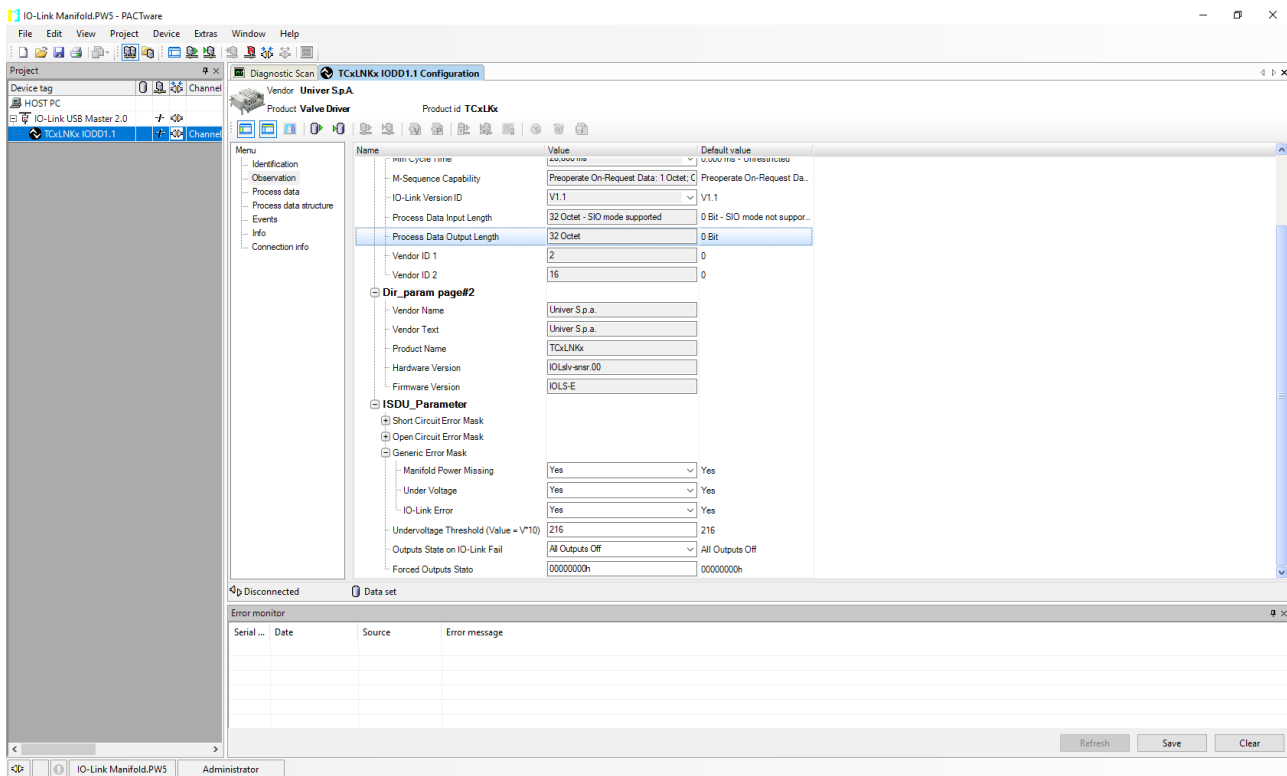 IO-Link Manifold.PW5 - PACTware
File Edit View Project Device Extras Window Help
Project
Diagnostic Scan TCxLNKx IODD1.1 Configuration
Device tag Channel
HOST PC
IO-Link USB Master 2.0
TCxLNKx IODD1.1 Channel
Vendor Univer S.p.A.
Product Valve Driver Product id TCxLKx
Menu
Identification
Observation
Process data
Process data structure
Events
Info
Connection info
Name Value Default value
Min Cycle Time 20,800 ms 0,000 ms - Unrestricted
M-Sequence Capability Preoperate On-Request Data: 1 Octet; C Preoperate On-Request Da...
IO-Link Version ID V1.1 V1.1
Process Data Input Length 32 Octet - SIO mode supported 0 Bit - SIO mode not suppor...
Process Data Output Length 32 Octet 0 Bit
Vendor ID 1 2 0
Vendor ID 2 16 0
Dir_param page#2
Vendor Name Univer S.p.a.
Vendor Text Univer S.p.a.
Product Name TCxLNKx
Hardware Version IOLslv-snsr.00
Firmware Version IOLS-E
ISDU_Parameter
Short Circuit Error Mask
Open Circuit Error Mask
Generic Error Mask
Manifold Power Missing Yes Yes
Under Voltage Yes Yes
IO-Link Error Yes Yes
Undervoltage Threshold (Value = V*10) 216 216
Outputs State on IO-Link Fail All Outputs Off All Outputs Off
Forced Outputs Stato 00000000h 00000000h
Disconnected Data set
Error monitor
Serial ... Date Source Error message
Refresh Save Clear
IO-Link Manifold.PW5 Administrator